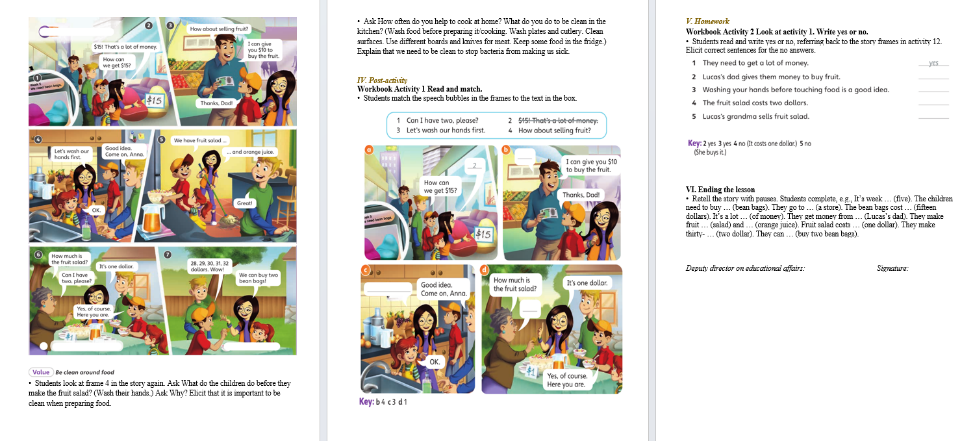 2
3
How about selling fruit?
$15! That's a lot of money.
How can
we get $15?
I can give
you $10 to
buy the fruit.
1
$15
Thanks, Dad!
4
Let's wash our
hands first.
Good idea.
Come on, Anna.
5
We have fruit salad ...
... and orange juice.
OK.
Great!
6
How much is
the fruit salad?
It's one dollar.
Can I have
two, please?
Yes, of course.
Here you are.
7
28, 29, 30, 31, 32
dollars. Wow!
We can buy two
bean bags!
Value Be clean around food
• Students look at frame 4 in the story again. Ask What do the children do before they
make the fruit salad? (Wash their hands.) Ask Why? Elicit that it is important to be
clean when preparing food.
• Ask How often do you help to cook at home? What do you do to be clean in the
kitchen? (Wash food before preparing it/cooking. Wash plates and cutlery. Clean
surfaces. Use different boards and knives for meat. Keep some food in the fridge.)
Explain that we need to be clean to stop bacteria from making us sick.
IV. Post-activity
Workbook Activity 1 Read and match.
• Students match the speech bubbles in the frames to the text in the box.
1 Can I have two, please? 2 $15! That's a lot of money.
3 Let's wash our hands first. 4 How about selling fruit?
a
2
How can
we get $15?
$15
b
I can give you $10
to buy the fruit.
Thanks, Dad!
c
Good idea.
Come on, Anna.
OK.
d
How much is
the fruit salad?
It's one dollar.
Yes, of course.
Here you are.
Key: b 4 c 3 d 1
V. Homework
Workbook Activity 2 Look at activity 1. Write yes or no.
• Students read and write yes or no, referring back to the story frames in activity 12.
Elicit correct sentences for the no answers.
1 They need to get a lot of money. yes
2 Lucas's dad gives them money to buy fruit.
3 Washing your hands before touching food is a good idea.
4 The fruit salad costs two dollars.
5 Lucas's grandma sells fruit salad.
Key: 2 yes 3 yes 4 no (It costs one dollar.) 5 no
(She buys it.)
VI. Ending the lesson
• Retell the story with pauses. Students complete, e.g., It's week … (five). The children
need to buy … (bean bags). They go to … (a store). The bean bags cost … (fifteen
dollars). It's a lot … (of money). They get money from … (Lucas's dad). They make
fruit … (salad) and … (orange juice). Fruit salad costs … (one dollar). They make
thirty- … (two dollar). They can … (buy two bean bags).
Deputy director on educational affairs: Signature: